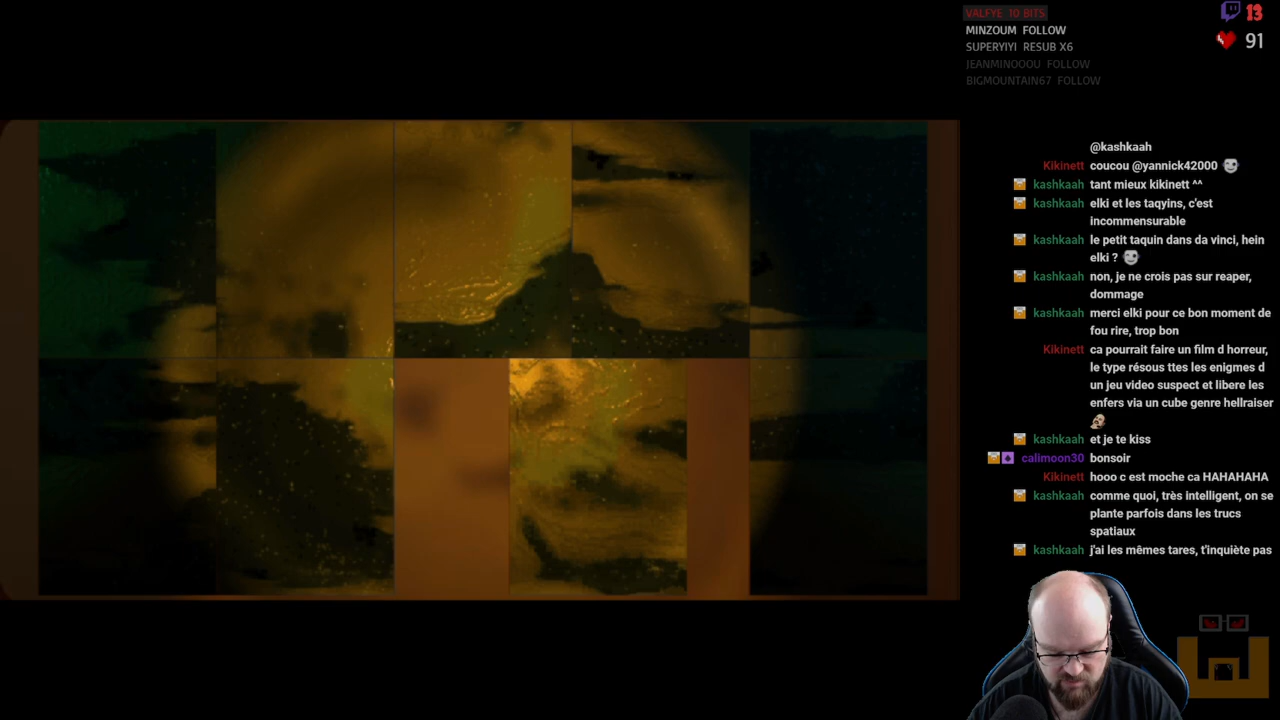 VALFYE 10 BITS
MINZOUM FOLLOW
SUPERYIYI RESUB X6
JEANMINOOOU FOLLOW
BIGMOUNTAIN67 FOLLOW
13
91
@kashkaah
Kikinett coucou @yannick42000
kashkaah tant mieux kikinett ^^
kashkaah elki et les taqyins, c'est
incommensurable
kashkaah le petit taquin dans da vinci, hein
elki ?
kashkaah non, je ne crois pas sur reaper,
dommage
kashkaah merci elki pour ce bon moment de
fou rire, trop bon
Kikinett ca pourrait faire un film d horreur,
le type résous ttes les enigmes d
un jeu video suspect et libere les
enfers via un cube genre hellraiser
kashkaah et je te kiss
calimoon30 bonsoir
Kikinett hooo c est moche ca HAHAHAHA
kashkaah comme quoi, très intelligent, on se
plante parfois dans les trucs
spatiaux
kashkaah j'ai les mêmes tares, t'inquiète pas